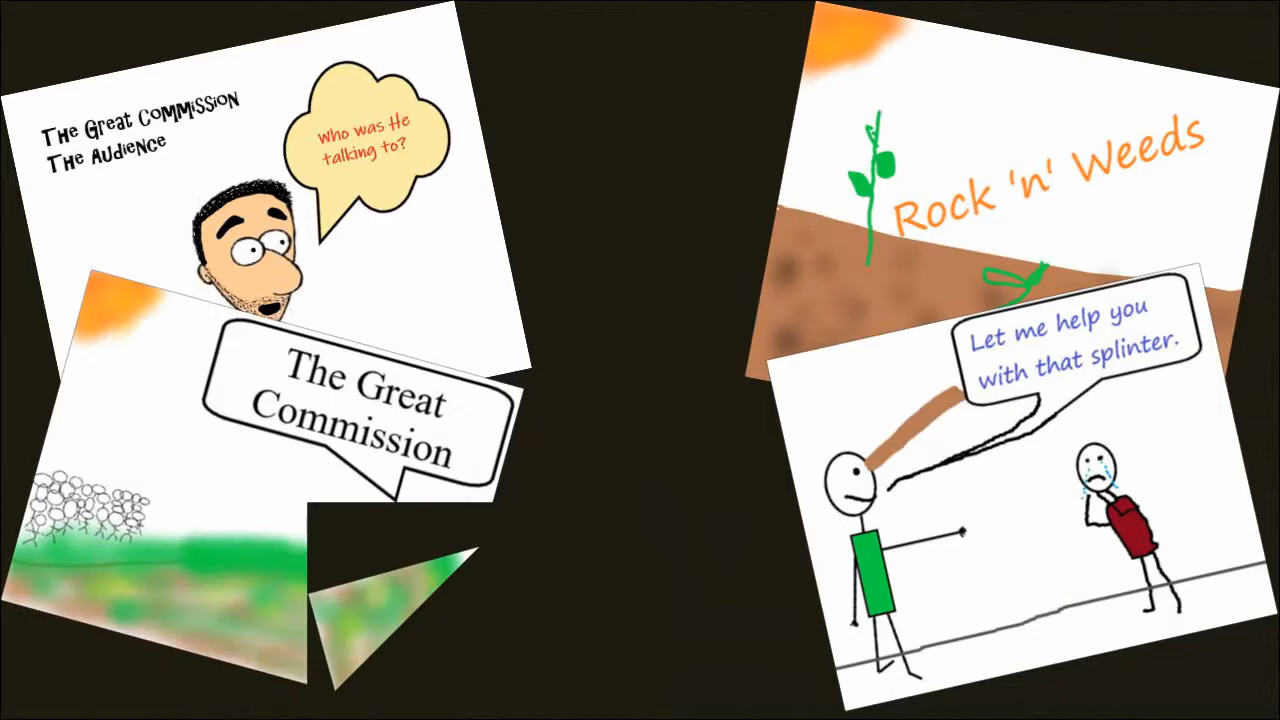 The Great Commission
The Audience
Who was He
talking to?
Rock 'n' Weeds
The Great
Commission
Let me help you
with that splinter.